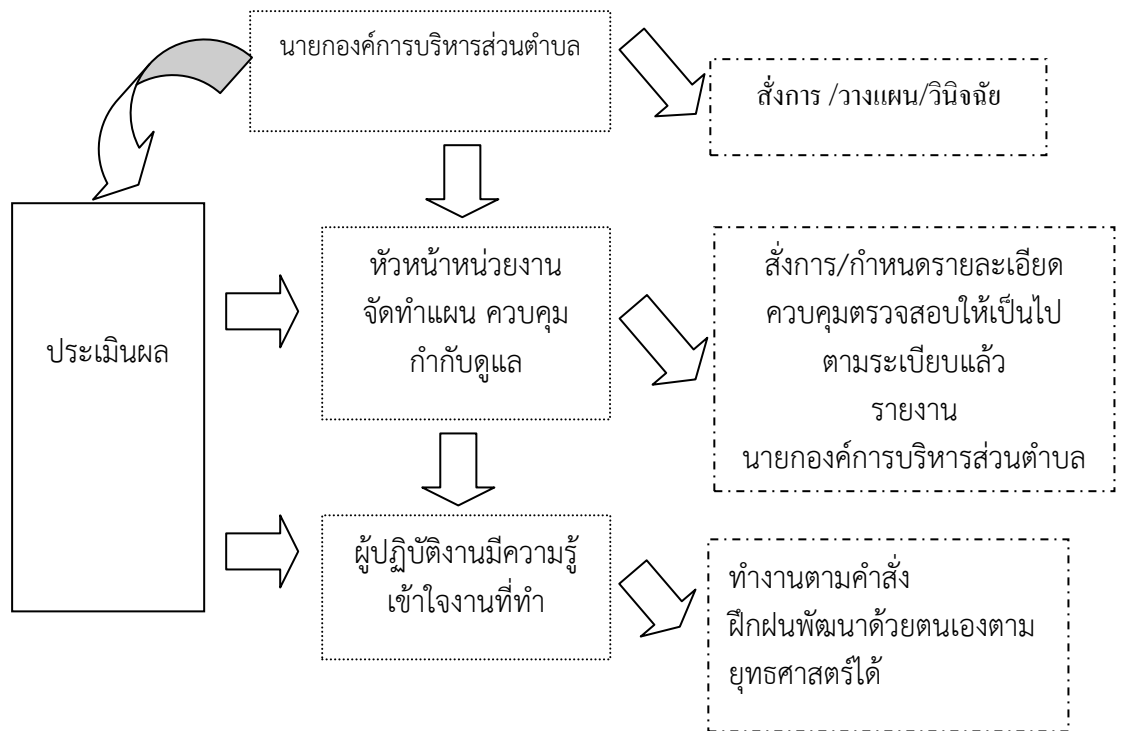 นายกองค์การบริหารส่วนตำบล
สั่งการ /วางแผน/วินิจฉัย
ประเมินผล
หัวหน้าหน่วยงาน
จัดทำแผน ควบคุม
กำกับดูแล
สั่งการ/กำหนดรายละเอียด
ควบคุมตรวจสอบให้เป็นไป
ตามระเบียบแล้ว
รายงาน
นายกองค์การบริหารส่วนตำบล
ผู้ปฏิบัติงานมีความรู้
เข้าใจงานที่ทำ
ทำงานตามคำสั่ง
ฝึกฝนพัฒนาด้วยตนเองตาม
ยุทธศาสตร์ได้